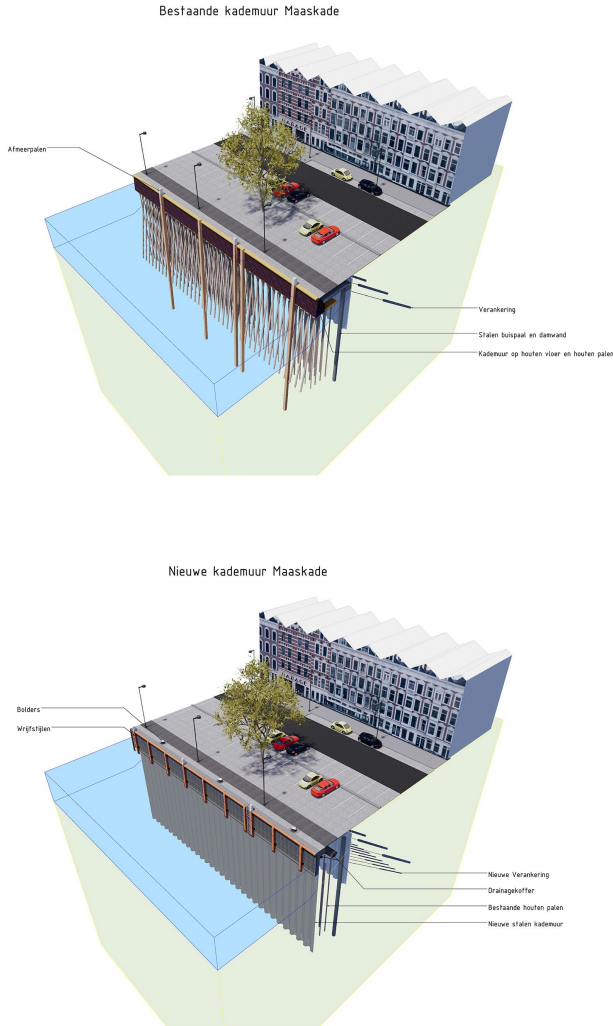 Bestaande kademuur Maaskade
Afmeerpalen
Verankering
Stalen buispaal en damwand
Kademuur op houten vloer en houten palen
Nieuwe kademuur Maaskade
Bolders
Wrijfstijlen
Nieuwe Verankering
Drainagekoffer
Bestaande houten palen
Nieuwe stalen kademuur